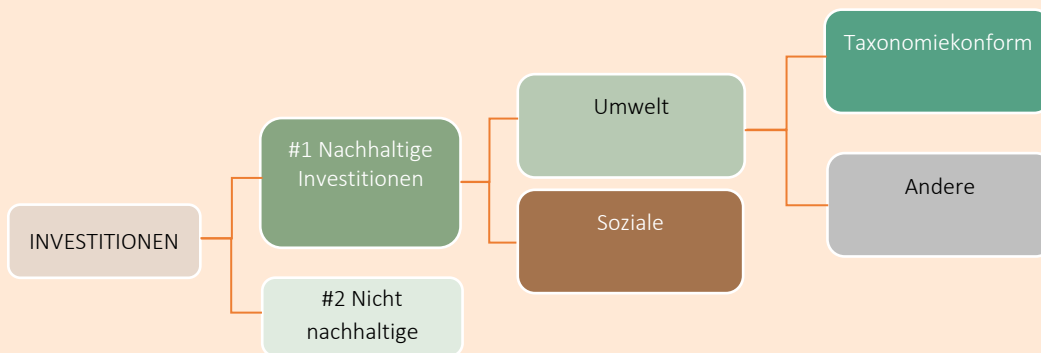 INVESTITIONEN
#1 Nachhaltige
Investitionen
#2 Nicht
nachhaltige
Umwelt
Soziale
Taxonomiekonform
Andere